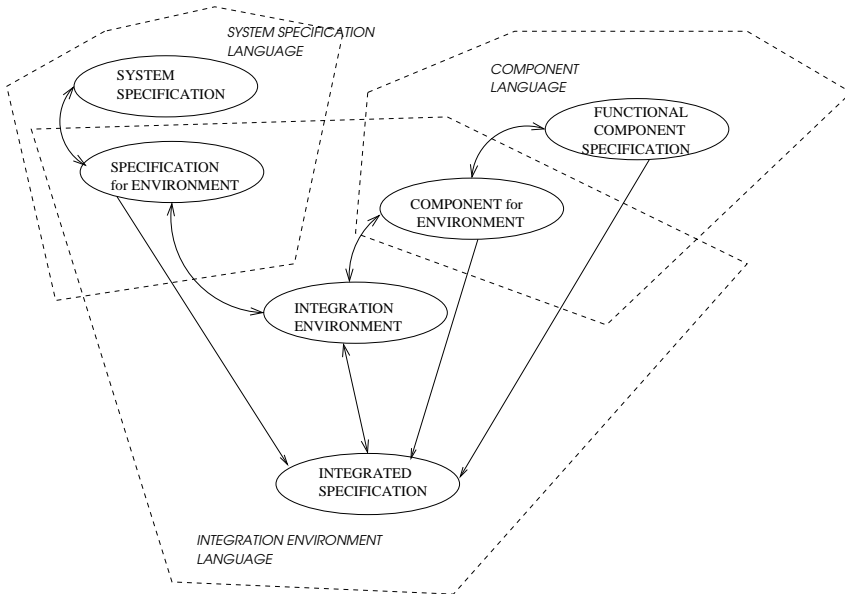 SYSTEM SPECIFICATION
LANGUAGE
SYSTEM
SPECIFICATION
COMPONENT
LANGUAGE
FUNCTIONAL
COMPONENT
SPECIFICATION
SPECIFICATION
for ENVIRONMENT
COMPONENT for
ENVIRONMENT
INTEGRATION
ENVIRONMENT
INTEGRATED
SPECIFICATION
INTEGRATION ENVIRONMENT
LANGUAGE